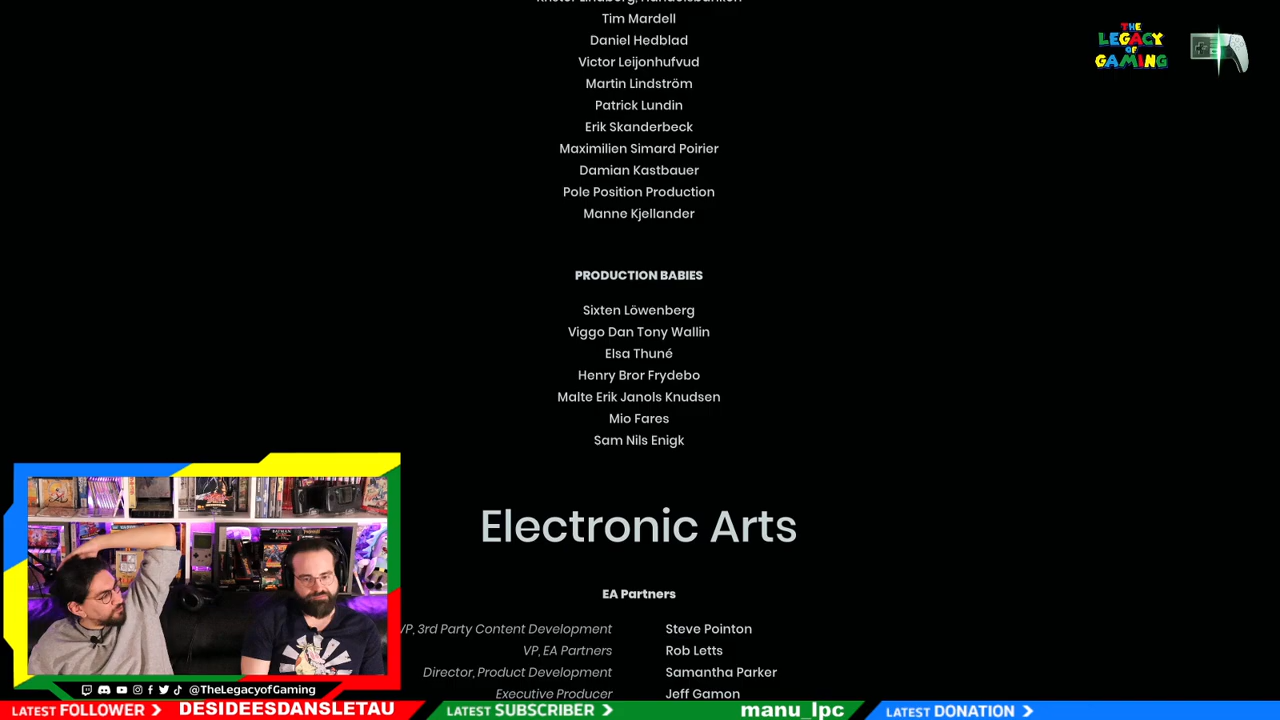 Tim Mardell
Daniel Hedblad
Victor Leijonhufvud
Martin Lindström
Patrick Lundin
Erik Skanderbeck
Maximilien Simard Poirier
Damian Kastbauer
Pole Position Production
Manne Kjellander
PRODUCTION BABIES
Sixten Löwenberg
Viggo Dan Tony Wallin
Elsa Thuné
Henry Bror Frydebo
Malte Erik Janols Knudsen
Mio Fares
Sam Nils Enigk
Electronic Arts
EA Partners
VP, 3rd Party Content Development Steve Pointon
VP, EA Partners Rob Letts
Director, Product Development Samantha Parker
Executive Producer Jeff Gamon
THE
LEGACY
OF
GAMING
@TheLegacyofGaming
LATEST FOLLOWER > DESIDEESDANSLETAU
LATEST SUBSCRIBER > manu_lpc
LATEST DONATION >